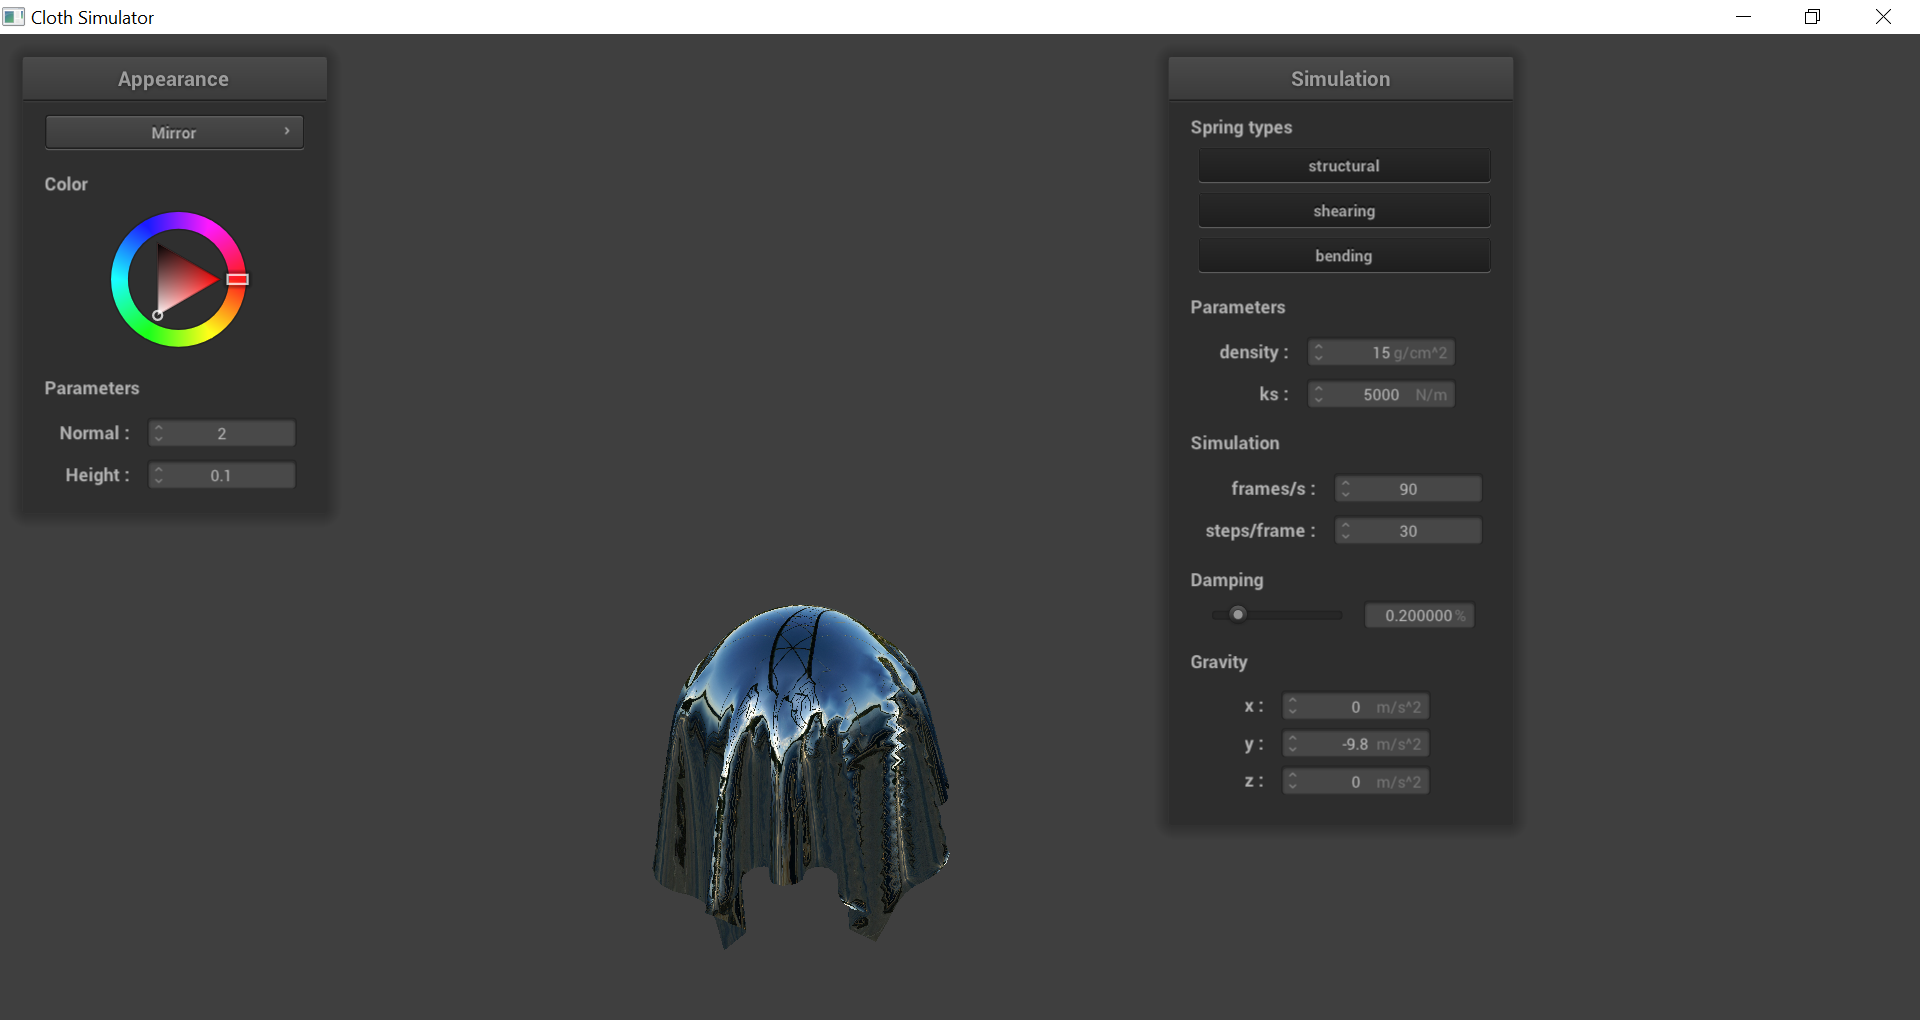 Cloth Simulator
Appearance
Mirror
Color
Parameters
Normal : 2
Height : 0.1
Simulation
Spring types
structural
shearing
bending
Parameters
density : 15 g/cm^2
ks : 5000 N/m
Simulation
frames/s : 90
steps/frame : 30
Damping
0.200000 %
Gravity
x : 0 m/s^2
y : -9.8 m/s^2
z : 0 m/s^2